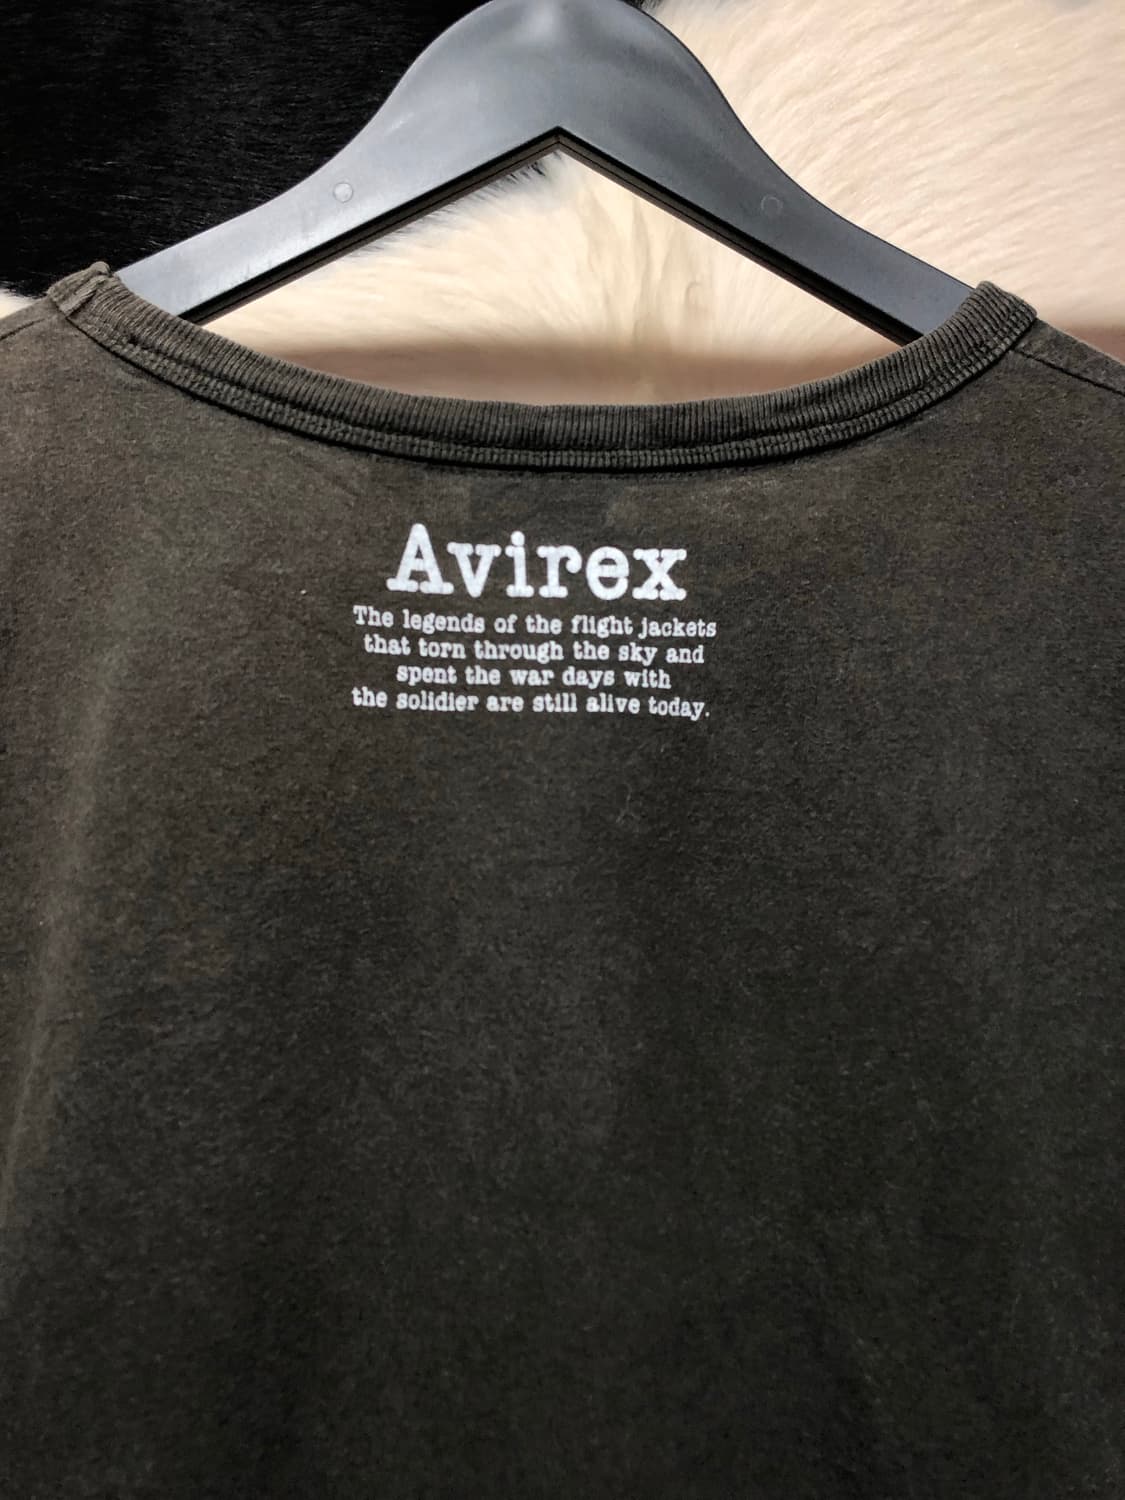 Avirex
The legends of the flight jackets
that torn through the sky and
spent the war days with
the solidier are still alive today.